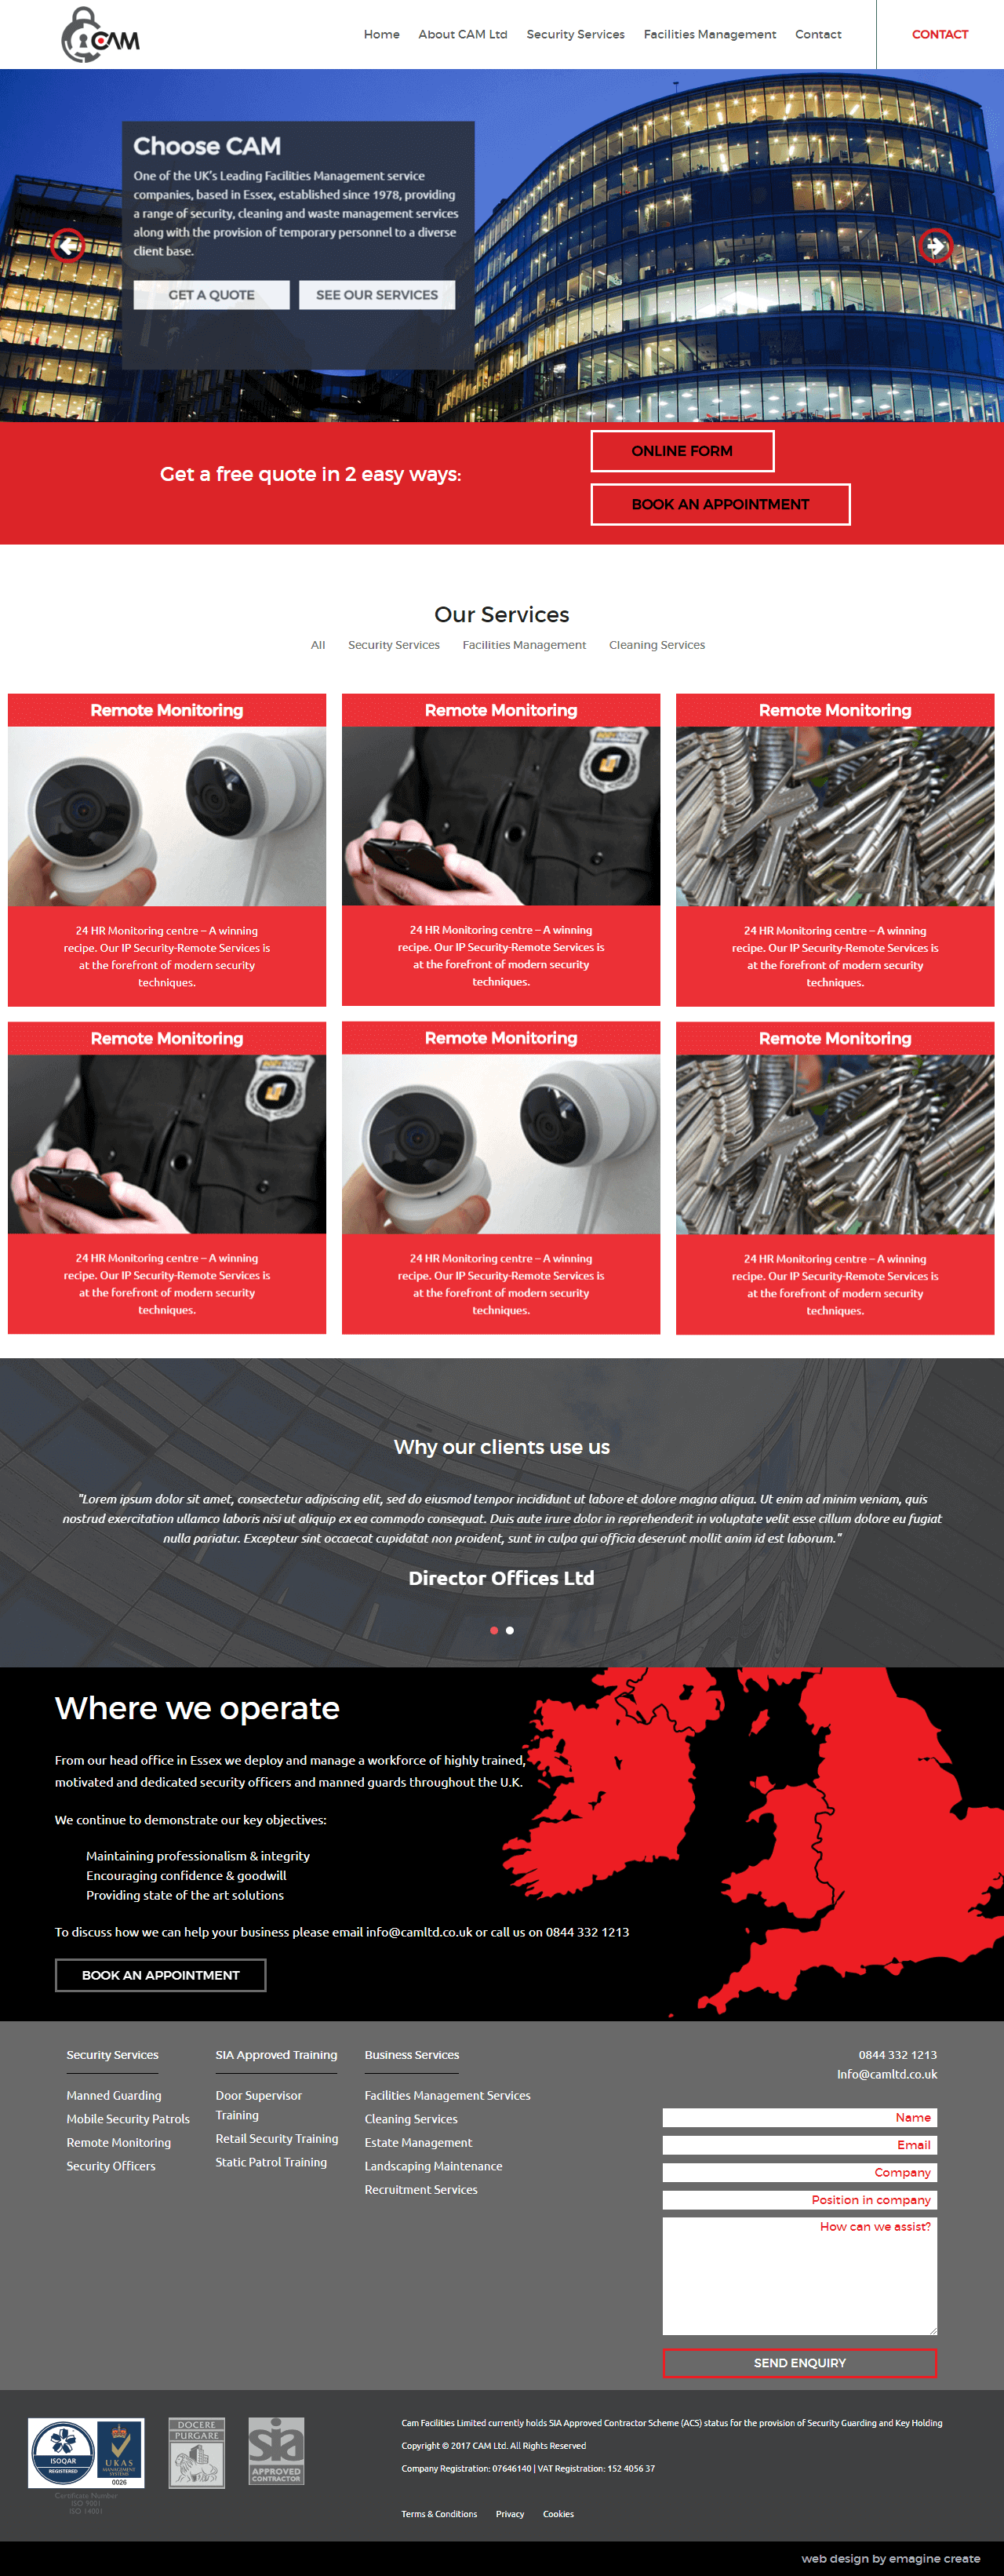 CAM
Home About CAM Ltd Security Services Facilities Management Contact CONTACT
Choose CAM
One of the UK's Leading Facilities Management service
companies, based in Essex, established since 1978, providing
a range of security, cleaning and waste management services
along with the provision of temporary personnel to a diverse
client base.
GET A QUOTE SEE OUR SERVICES
Get a free quote in 2 easy ways:
ONLINE FORM
BOOK AN APPOINTMENT
Our Services
All Security Services Facilities Management Cleaning Services
Remote Monitoring
24 HR Monitoring centre – A winning
recipe. Our IP Security-Remote Services is
at the forefront of modern security
techniques.
Remote Monitoring
24 HR Monitoring centre – A winning
recipe. Our IP Security-Remote Services is
at the forefront of modern security
techniques.
Remote Monitoring
24 HR Monitoring centre – A winning
recipe. Our IP Security-Remote Services is
at the forefront of modern security
techniques.
Remote Monitoring
24 HR Monitoring centre – A winning
recipe. Our IP Security-Remote Services is
at the forefront of modern security
techniques.
Remote Monitoring
24 HR Monitoring centre – A winning
recipe. Our IP Security-Remote Services is
at the forefront of modern security
techniques.
Remote Monitoring
24 HR Monitoring centre – A winning
recipe. Our IP Security-Remote Services is
at the forefront of modern security
techniques.
Why our clients use us
"Lorem ipsum dolor sit amet, consectetur adipiscing elit, sed do eiusmod tempor incididunt ut labore et dolore magna aliqua. Ut enim ad minim veniam, quis
nostrud exercitation ullamco laboris nisi ut aliquip ex ea commodo consequat. Duis aute irure dolor in reprehenderit in voluptate velit esse cillum dolore eu fugiat
nulla pariatur. Excepteur sint occaecat cupidatat non proident, sunt in culpa qui officia deserunt mollit anim id est laborum."
Director Offices Ltd
Where we operate
From our head office in Essex we deploy and manage a workforce of highly trained,
motivated and dedicated security officers and manned guards throughout the U.K.
We continue to demonstrate our key objectives:
Maintaining professionalism & integrity
Encouraging confidence & goodwill
Providing state of the art solutions
To discuss how we can help your business please email info@camltd.co.uk or call us on 0844 332 1213
BOOK AN APPOINTMENT
Security Services
Manned Guarding
Mobile Security Patrols
Remote Monitoring
Security Officers
SIA Approved Training
Door Supervisor
Training
Retail Security Training
Static Patrol Training
Business Services
Facilities Management Services
Cleaning Services
Estate Management
Landscaping Maintenance
Recruitment Services
0844 332 1213
Info@camltd.co.uk
Name
Email
Company
Position in company
How can we assist?
SEND ENQUIRY
ISOQAR
REGISTERED
UKAS
MANAGEMENT
SYSTEMS
0026
Certificate Number
ISO 9001
ISO 14001
DOCERE
PURGARE
sia
APPROVED
CONTRACTOR
Cam Facilities Limited currently holds SIA Approved Contractor Scheme (ACS) status for the provision of Security Guarding and Key Holding
Copyright © 2017 CAM Ltd. All Rights Reserved
Company Registration: 07646140 | VAT Registration: 152 4056 37
Terms & Conditions Privacy Cookies
web design by emagine create